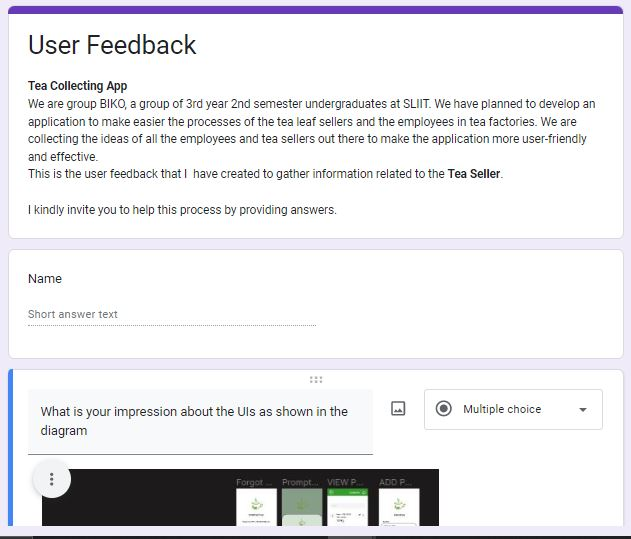 User Feedback
Tea Collecting App
We are group BIKO, a group of 3rd year 2nd semester undergraduates at SLIIT. We have planned to develop an
application to make easier the processes of the tea leaf sellers and the employees in tea factories. We are
collecting the ideas of all the employees and tea sellers out there to make the application more user-friendly
and effective.
This is the user feedback that I have created to gather information related to the Tea Seller.
I kindly invite you to help this process by providing answers.
Name
Short answer text
What is your impression about the UIs as shown in the
diagram
Multiple choice
Forgot ... Prompt... VIEW P... ADD P...